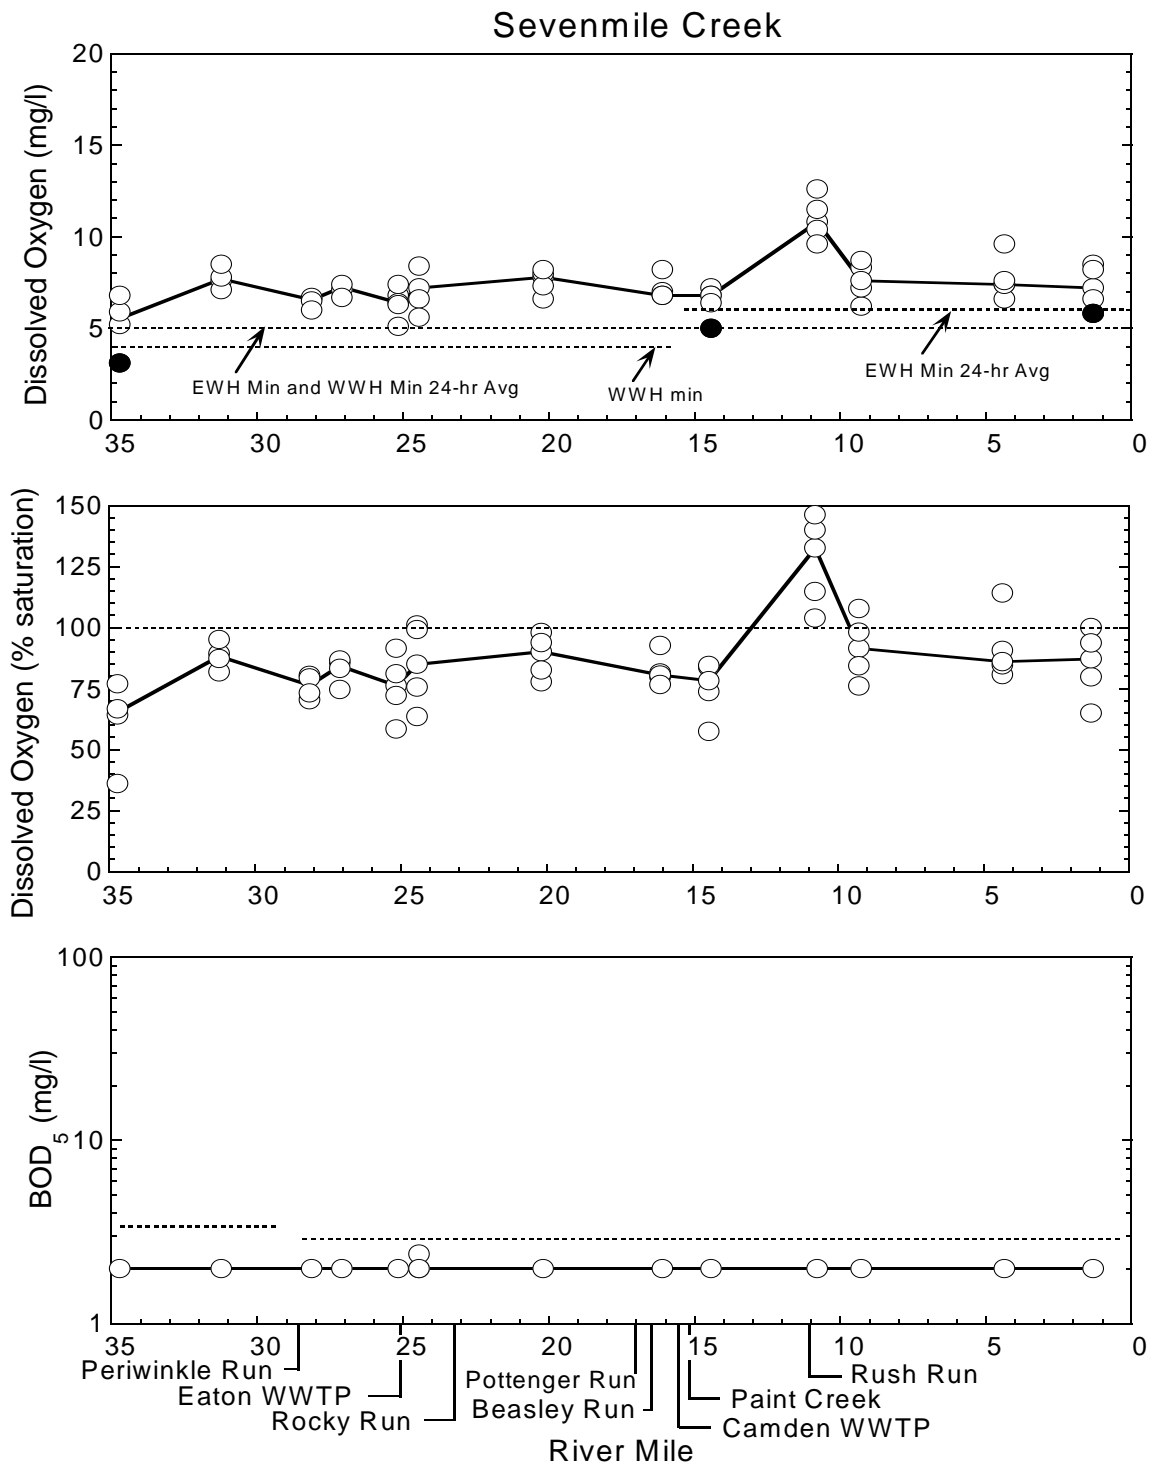 Sevenmile Creek
Dissolved Oxygen (mg/l)
20
15
10
5
0
EWH Min and WWH Min 24-hr Avg
WWH min
EWH Min 24-hr Avg
35 30 25 20 15 10 5 0
Dissolved Oxygen (% saturation)
150
125
100
75
50
25
0
35 30 25 20 15 10 5 0
BOD5 (mg/l)
100
10
1
35 30 25 20 15 10 5 0
Periwinkle Run
Eaton WWTP
Rocky Run
Pottenger Run
Beasley Run
Rush Run
Paint Creek
Camden WWTP
River Mile